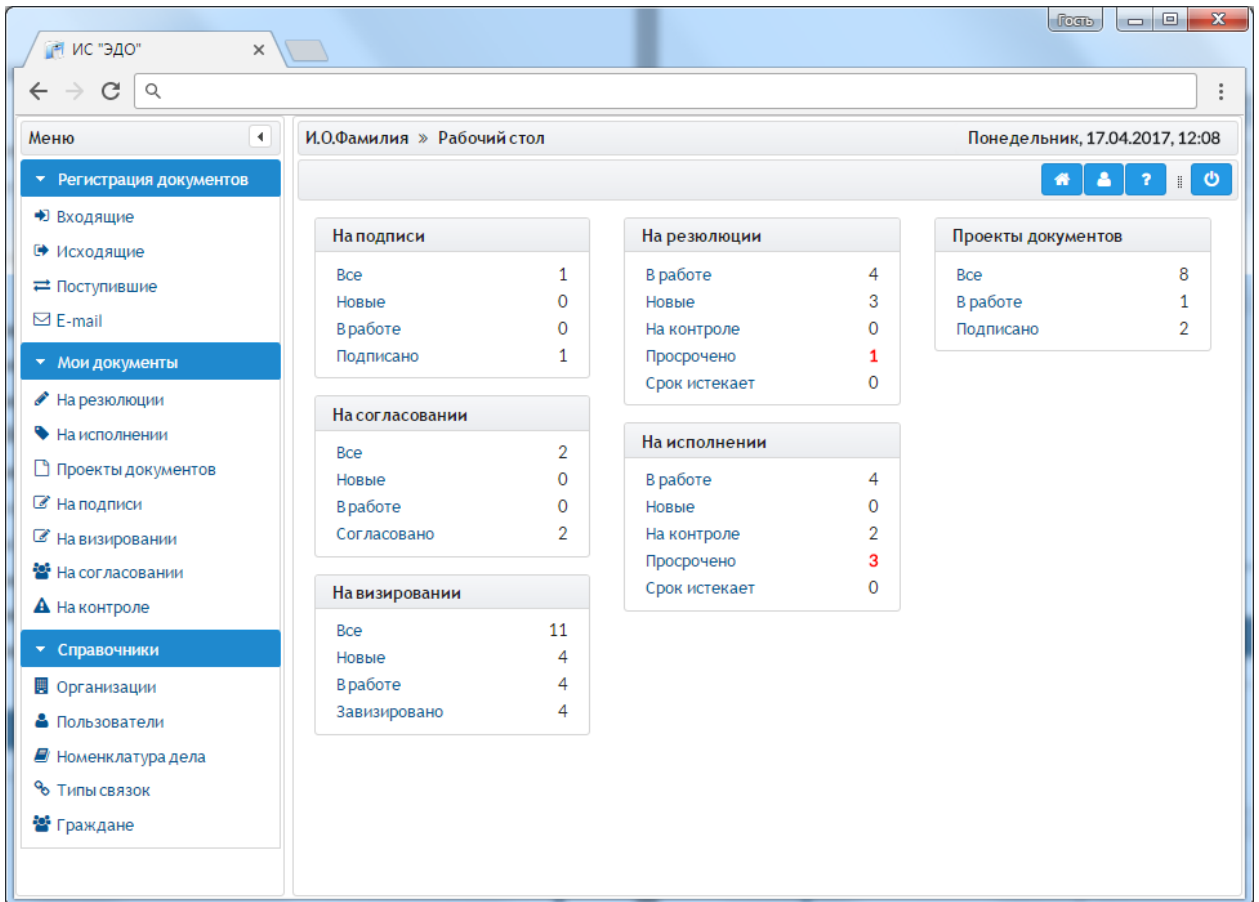 Гость
ИС "ЭДО"
Меню
И.О.Фамилия » Рабочий стол
Понедельник, 17.04.2017, 12:08
Регистрация документов
Входящие
Исходящие
Поступившие
E-mail
Мои документы
На резолюции
На исполнении
Проекты документов
На подписи
На визировании
На согласовании
На контроле
Справочники
Организации
Пользователи
Номенклатура дела
Типы связок
Граждане
?
На подписи
Все 1
Новые 0
В работе 0
Подписано 1
На согласовании
Все 2
Новые 0
В работе 0
Согласовано 2
На визировании
Все 11
Новые 4
В работе 4
Завизировано 4
На резолюции
В работе 4
Новые 3
На контроле 0
Просрочено 1
Срок истекает 0
На исполнении
В работе 4
Новые 0
На контроле 2
Просрочено 3
Срок истекает 0
Проекты документов
Все 8
В работе 1
Подписано 2